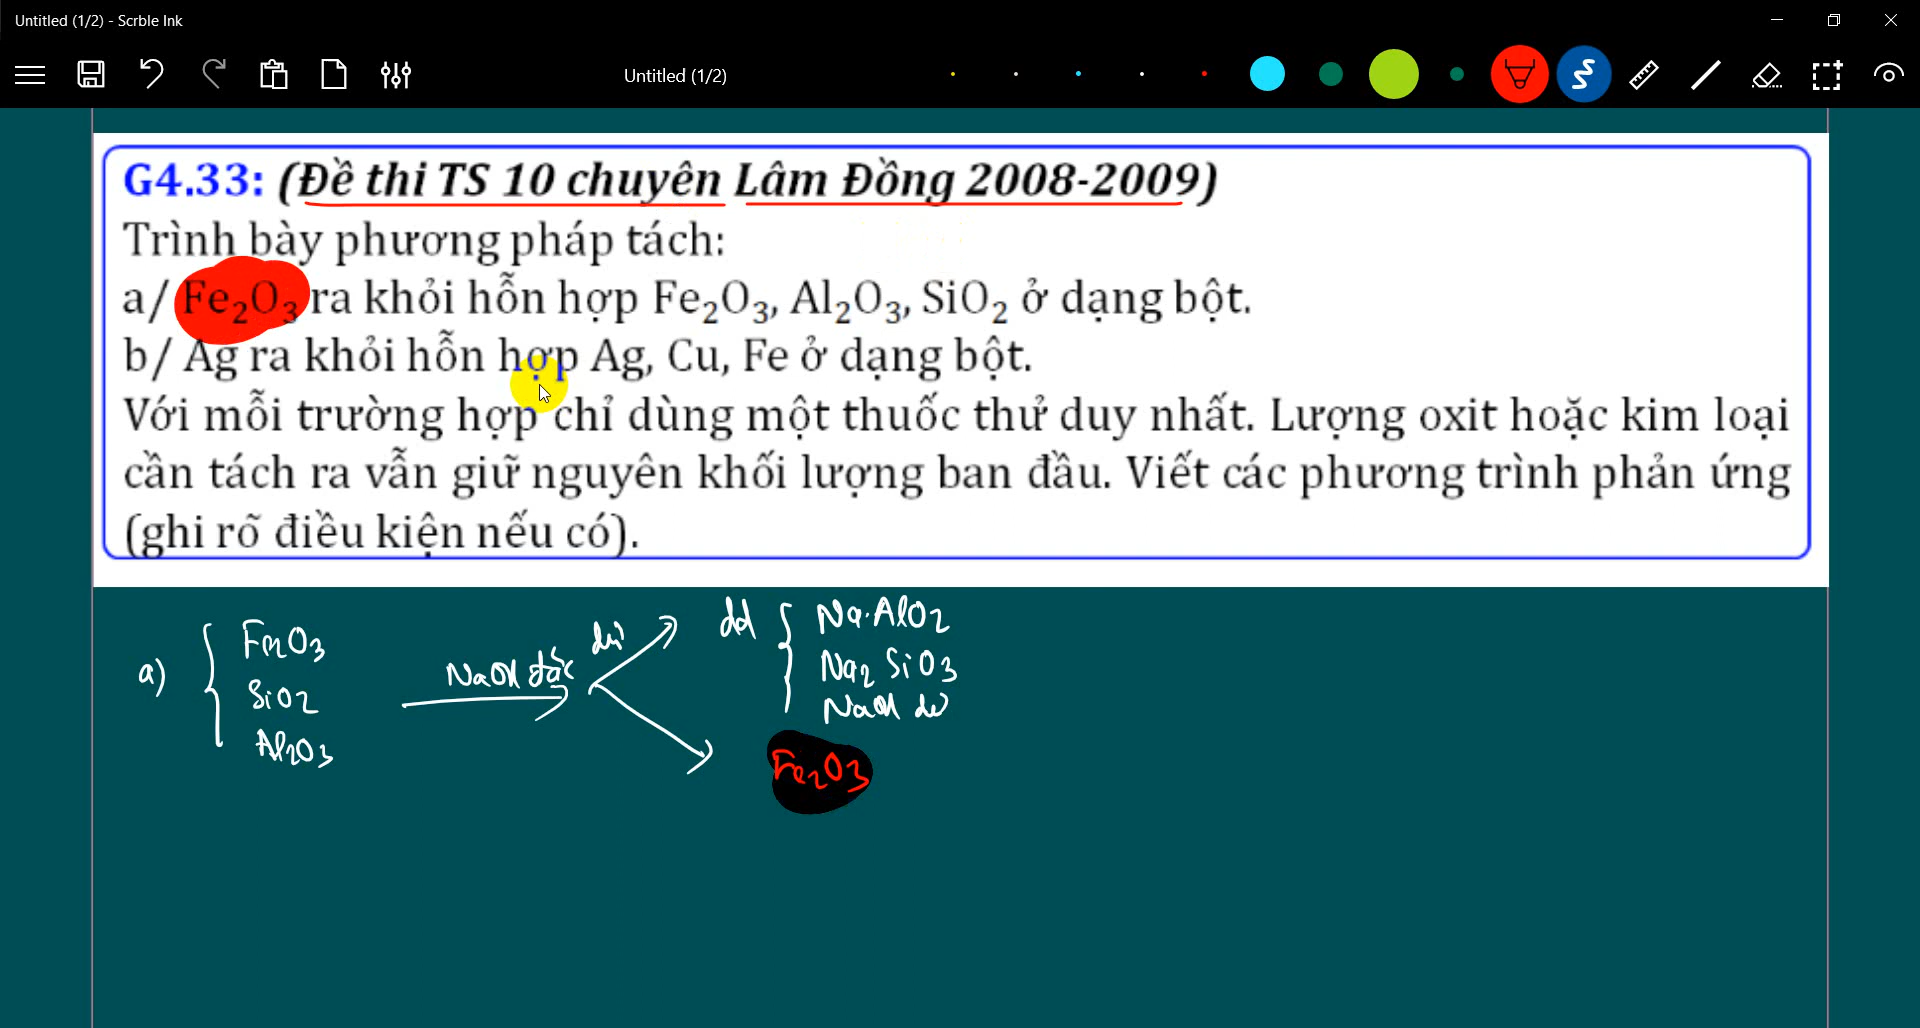 Untitled (1/2) - Scrble Ink
Untitled (1/2)
G4.33: (Đề thi TS 10 chuyên Lâm Đồng 2008-2009)
Trình bày phương pháp tách:
a/ Fe₂O₃ ra khỏi hỗn hợp Fe₂O₃, Al₂O₃, SiO₂ ở dạng bột.
b/ Ag ra khỏi hỗn hợp Ag, Cu, Fe ở dạng bột.
Với mỗi trường hợp chỉ dùng một thuốc thử duy nhất. Lượng oxit hoặc kim loại
cần tách ra vẫn giữ nguyên khối lượng ban đầu. Viết các phương trình phản ứng
(ghi rõ điều kiện nếu có).
a)
Fe2O3
SiO2
Al2O3
NaOH đặc dư
dd
Na.AlO2
Na2SiO3
NaOH dư
Fe2O3